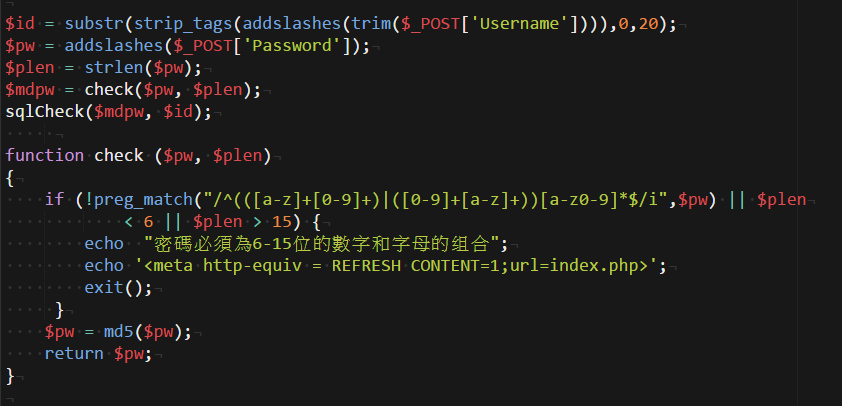 $id = substr(strip_tags(addslashes(trim($_POST['Username']))),0,20);
$pw = addslashes($_POST['Password']);
$plen = strlen($pw);
$mdpw = check($pw, $plen);
sqlCheck($mdpw, $id);
function check ($pw, $plen)
{
if (!preg_match("/^(([a-z]+[0-9]+)|([0-9]+[a-z]+))[a-z0-9]*$/i",$pw) || $plen
< 6 || $plen > 15) {
echo "密碼必須為6-15位的數字和字母的组合";
echo '<meta http-equiv = REFRESH CONTENT=1;url=index.php>';
exit();
}
$pw = md5($pw);
return $pw;
}